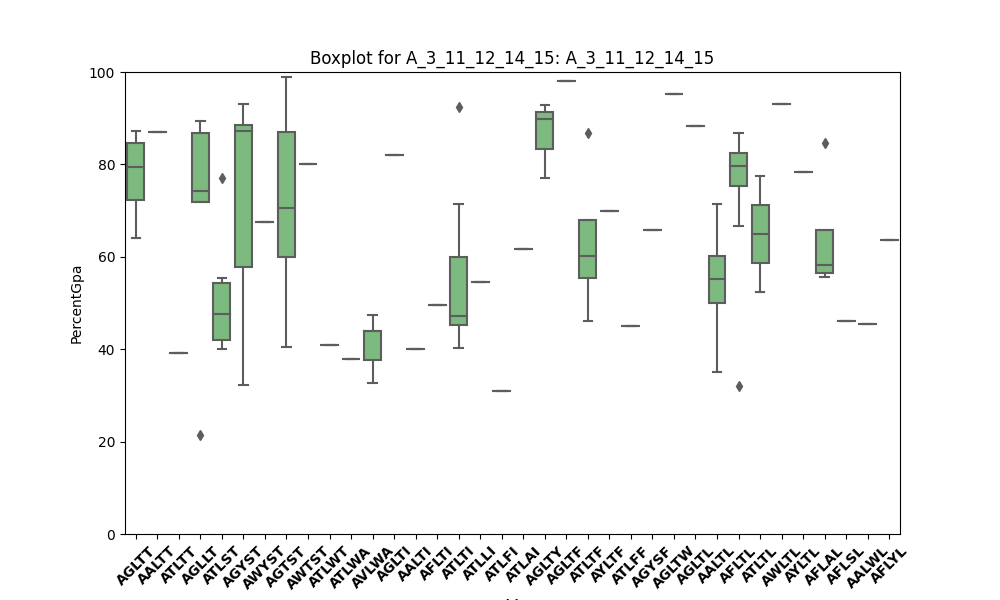 Boxplot for A_3_11_12_14_15: A_3_11_12_14_15
100
80
60
40
20
0
PercentGpa
AGLTT AALTT ATLTT AGLLT ATLST AGYST AWYST AGTST AWTST ATLWT ATLWA AVLWA AGLTI AALTI AFLTI ATLTI ATLLI ATLFI ATLAI AGLTY AGLTF ATLTF AYLTF ATLFF AGYSF AGLTW AGLTL AALTL AFLTL ATLTL AWLTL AYLTL AFLAL AFLSL AALWL AFLYL